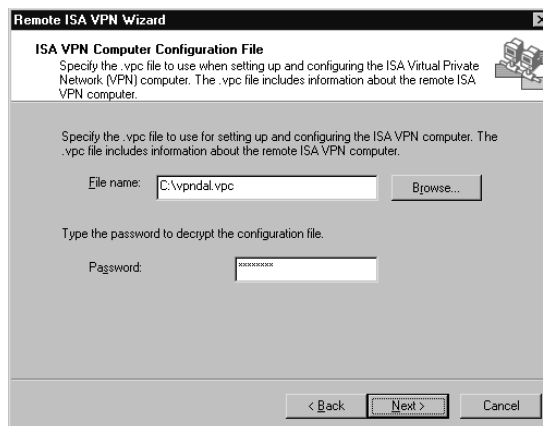 Remote ISA VPN Wizard
ISA VPN Computer Configuration File
Specify the .vpc file to use when setting up and configuring the ISA Virtual Private
Network (VPN) computer. The .vpc file includes information about the remote ISA
VPN computer.
Specify the .vpc file to use for setting up and configuring the ISA VPN computer. The
.vpc file includes information about the remote ISA VPN computer.
File name: C:\vpndal.vpc Browse...
Type the password to decrypt the configuration file.
Password: ××××××××
< Back Next > Cancel